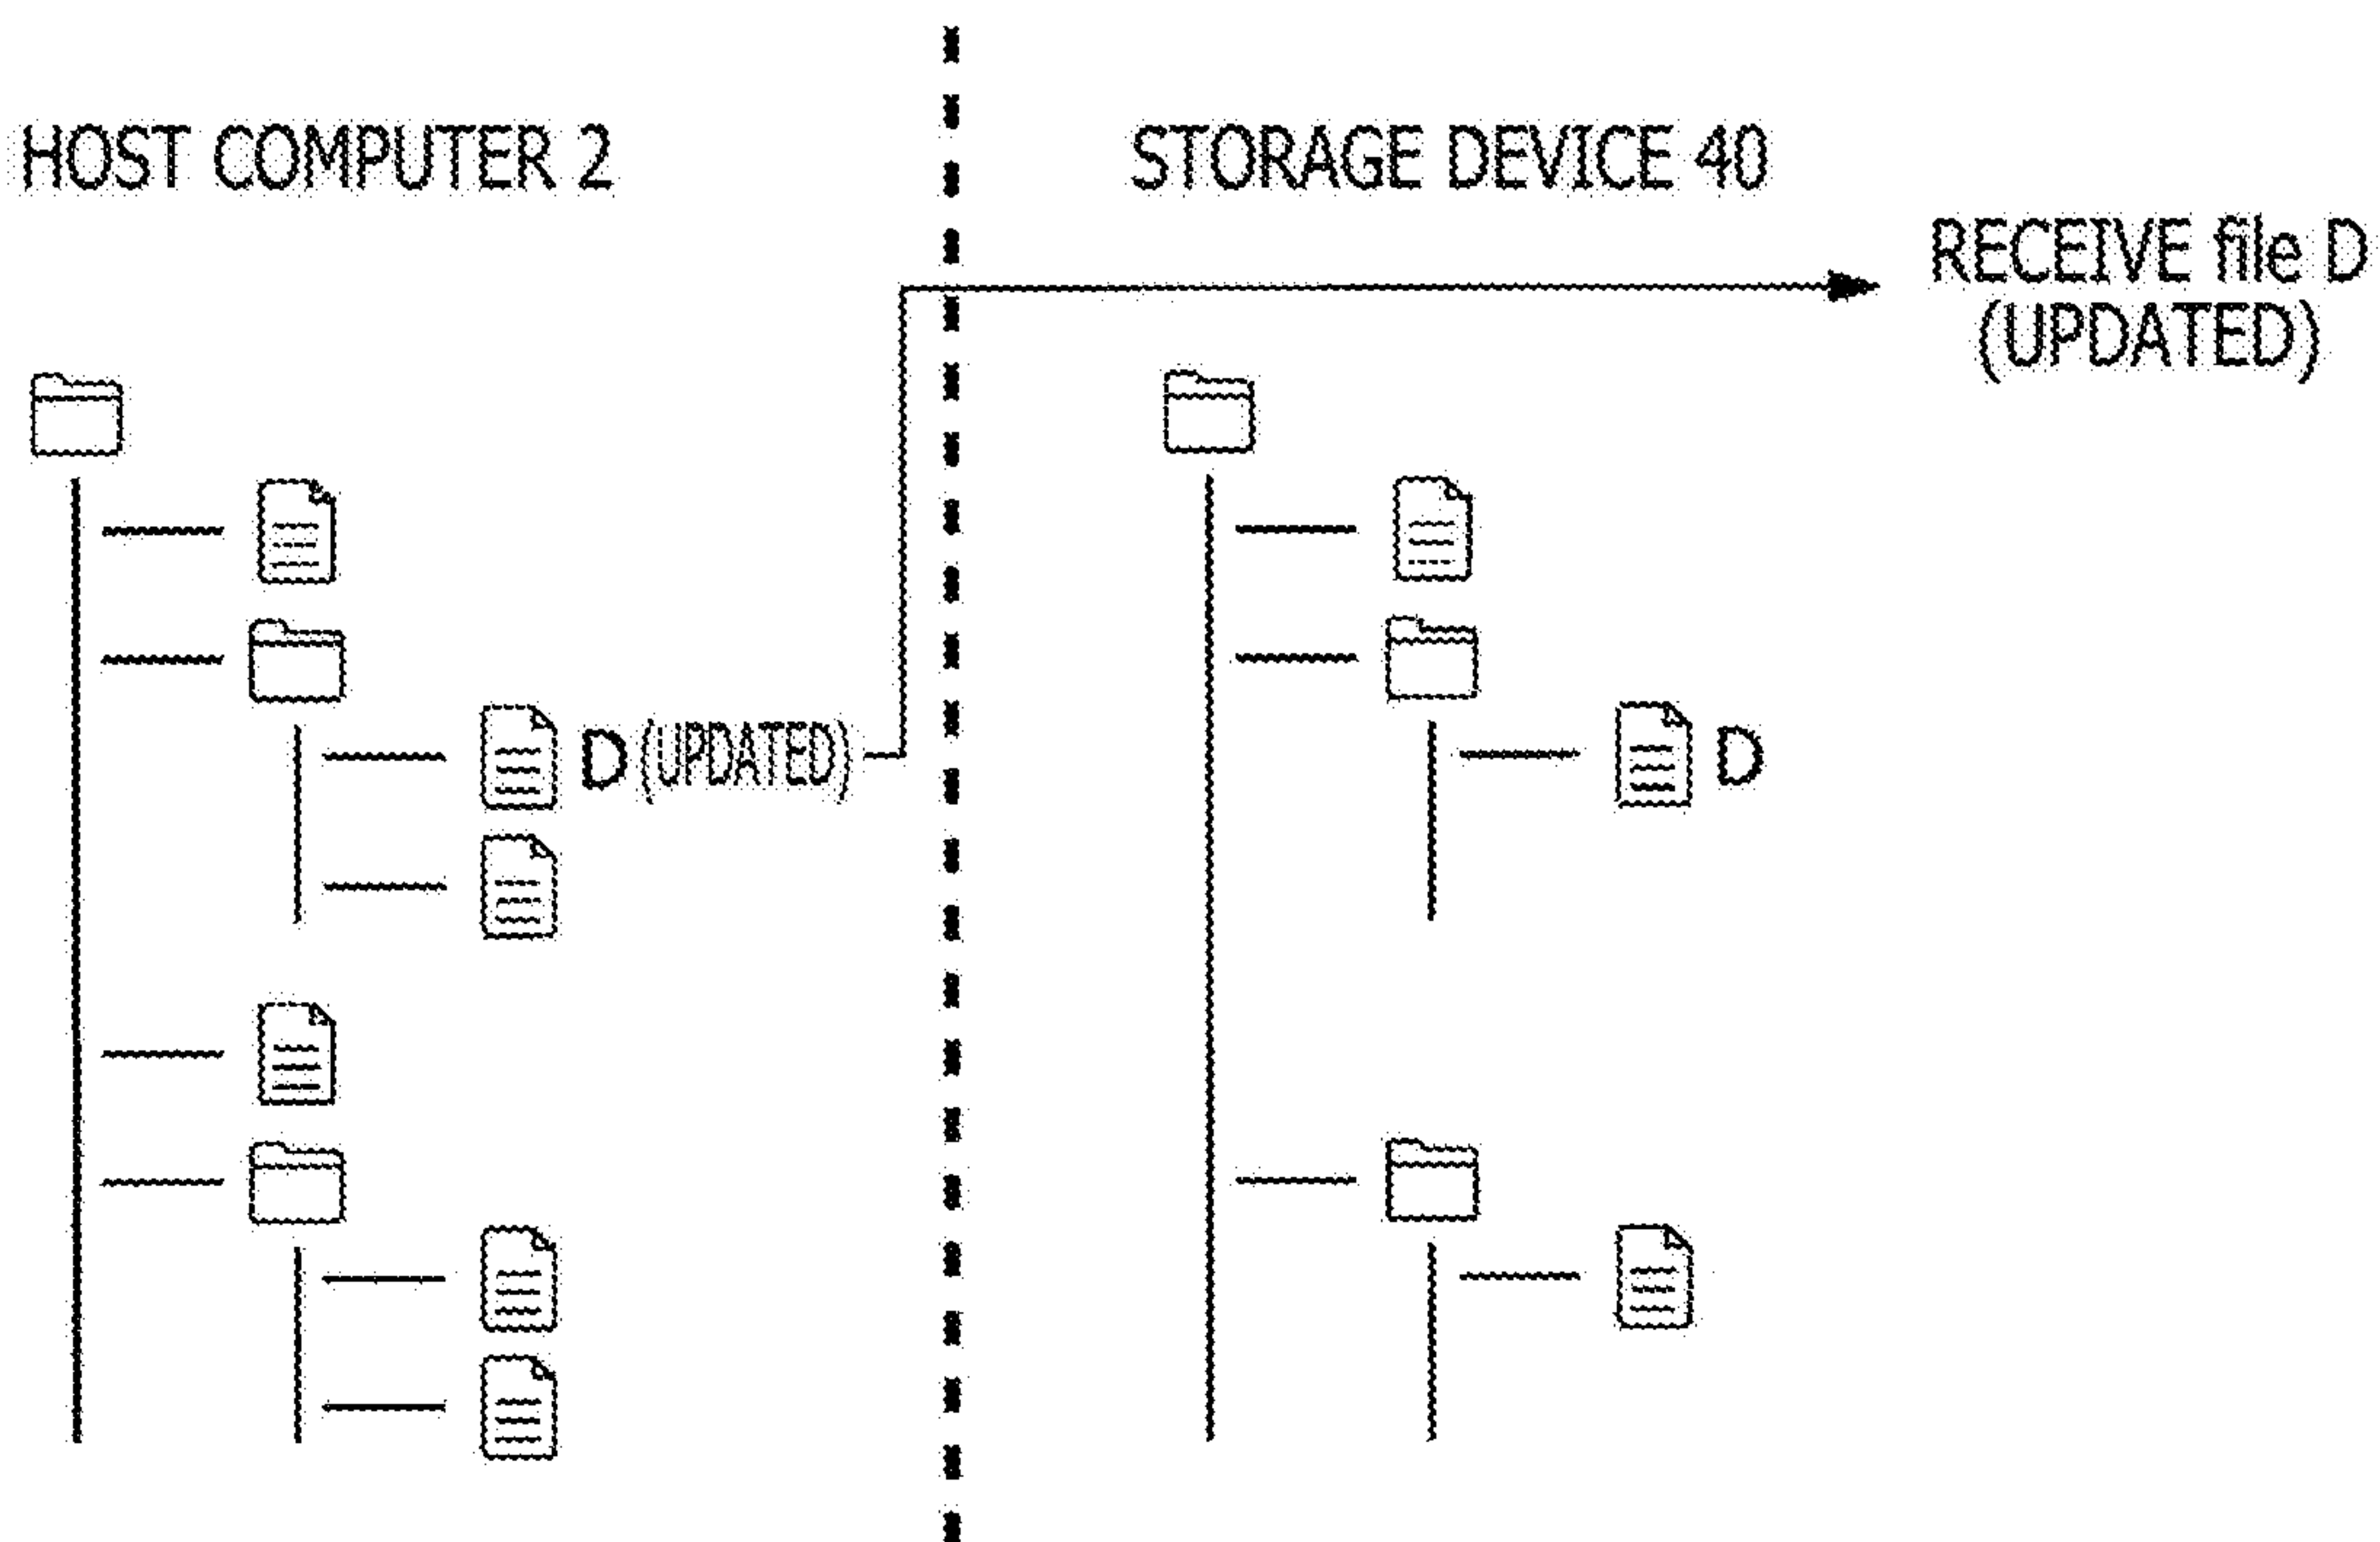 HOST COMPUTER 2
STORAGE DEVICE 40
RECEIVE file D
(UPDATED)
D (UPDATED)
D